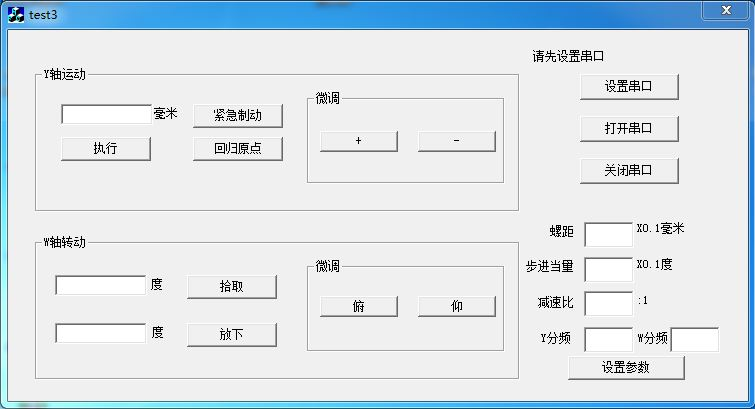 test3
请先设置串口
Y轴运动
毫米
紧急制动
执行
回归原点
微调
+
-
设置串口
打开串口
关闭串口
W轴转动
度
拾取
度
放下
微调
俯
仰
螺距 X0.1毫米
步进当量 X0.1度
减速比 :1
Y分频 W分频
设置参数